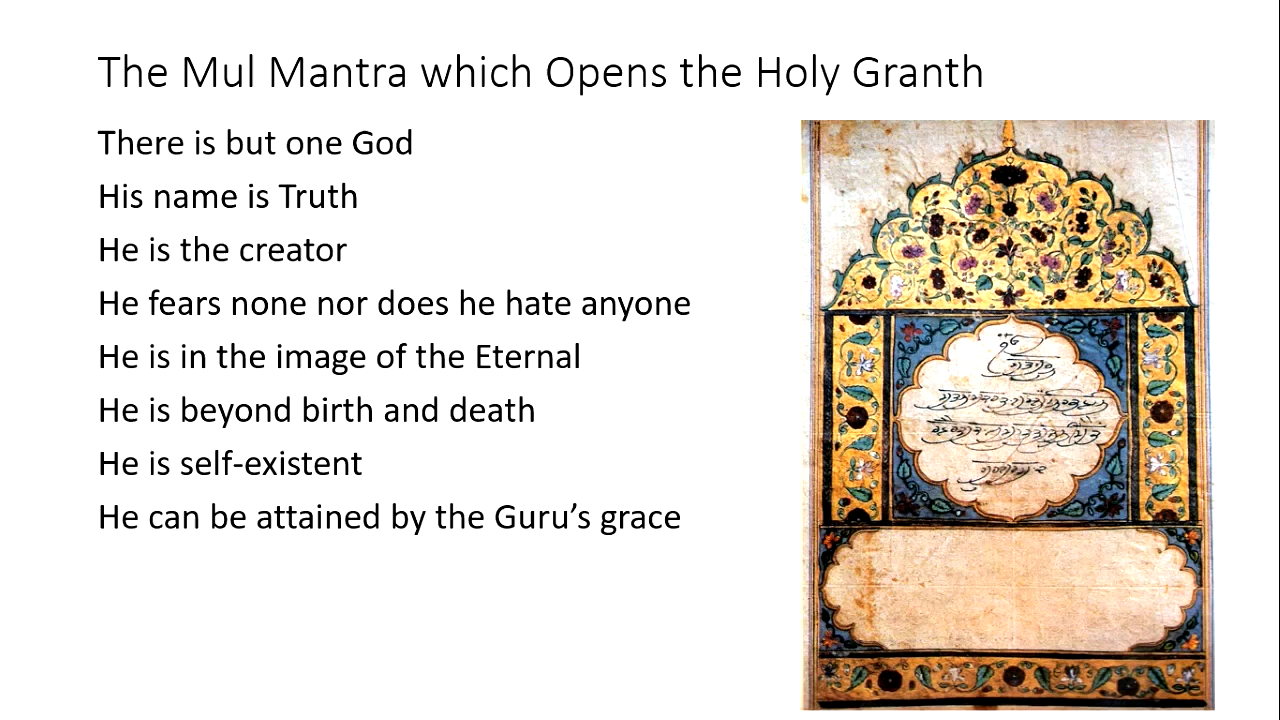 The Mul Mantra which Opens the Holy Granth
There is but one God
His name is Truth
He is the creator
He fears none nor does he hate anyone
He is in the image of the Eternal
He is beyond birth and death
He is self-existent
He can be attained by the Guru’s grace